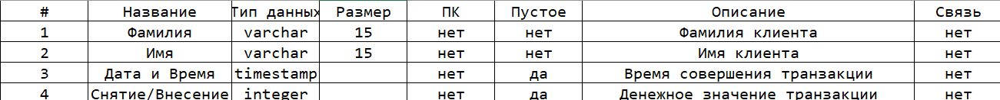 # Название Тип данных Размер ПК Пустое Описание Связь
1 Фамилия varchar 15 нет нет Фамилия клиента нет
2 Имя varchar 15 нет нет Имя клиента нет
3 Дата и Время timestamp нет да Время совершения транзакции нет
4 Снятие/Внесение integer нет да Денежное значение транзакции нет